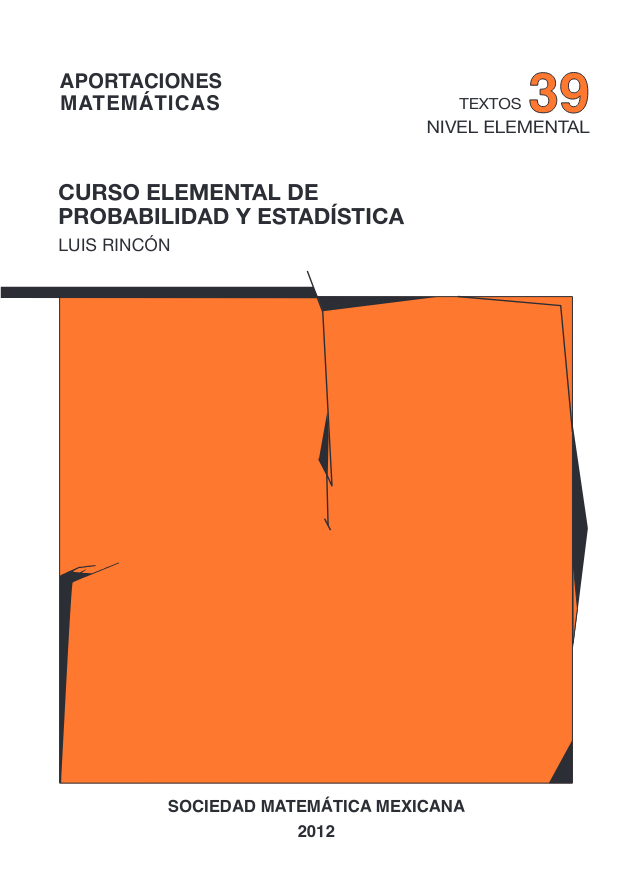 APORTACIONES
MATEMÁTICAS
TEXTOS 39
NIVEL ELEMENTAL
CURSO ELEMENTAL DE
PROBABILIDAD Y ESTADÍSTICA
LUIS RINCÓN
SOCIEDAD MATEMÁTICA MEXICANA
2012